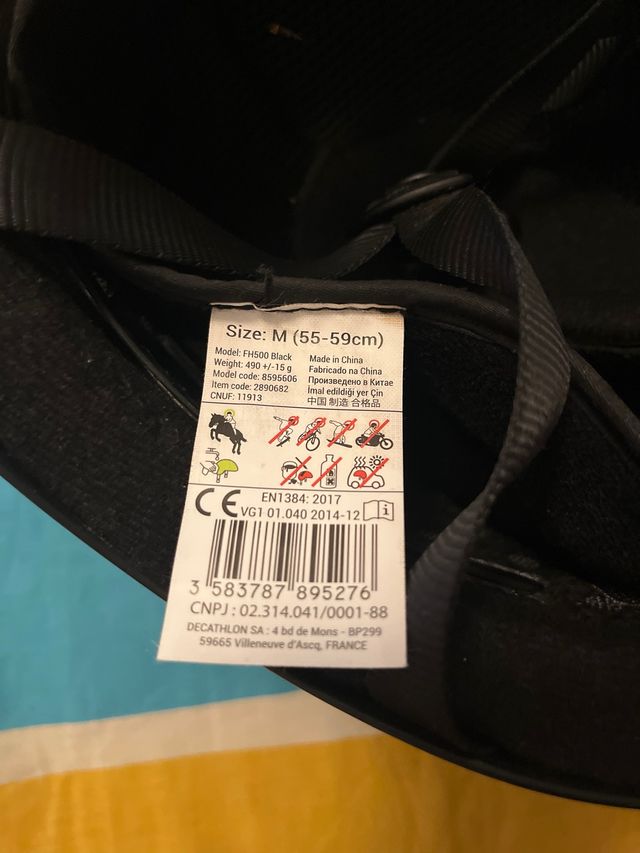 Size: M (55-59cm)
Model: FH500 Black
Weight: 490 +/-15 g
Model code: 8595606
Item code: 2890682
CNUF: 11913
Made in China
Fabricado na China
Произведено в Китае
İmal edildiği yer Çin
中国 制造 合格品
CE
EN1384: 2017
VG1 01.040 2014-12
i
3 583787 895276
CNPJ : 02.314.041/0001-88
DECATHLON SA : 4 bd de Mons - BP299
59665 Villeneuve d'Ascq, FRANCE